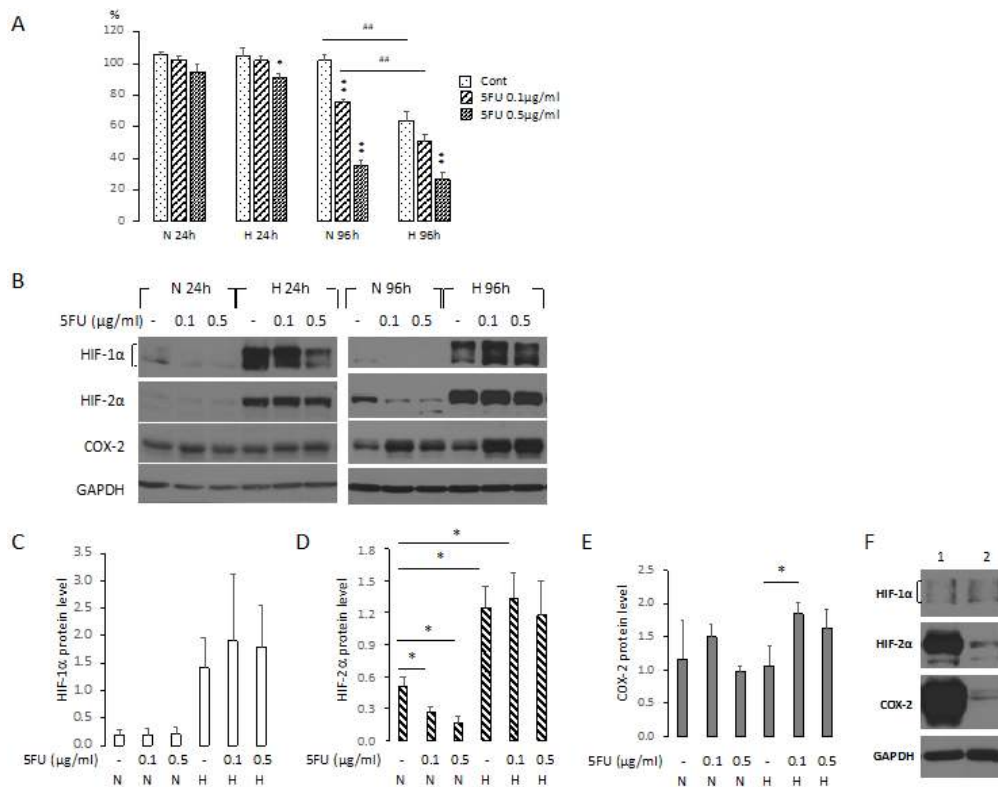 A
%
120
100
80
60
40
20
0
## ##
* ** ** **
Cont
5FU 0.1µg/ml
5FU 0.5µg/ml
N 24h H 24h N 96h H 96h
B
N 24h H 24h N 96h H 96h
5FU (µg/ml) - 0.1 0.5 - 0.1 0.5 - 0.1 0.5 - 0.1 0.5
HIF-1α
HIF-2α
COX-2
GAPDH
C
HIF-1α protein level
3.5
3.0
2.5
2.0
1.5
1.0
0.5
0.0
5FU (µg/ml) - 0.1 0.5 - 0.1 0.5
N N N H H H
D
HIF-2α protein level
1.8
1.5
1.2
0.9
0.6
0.3
0.0
* * * *
- 0.1 0.5 - 0.1 0.5
N N N H H H
E
COX-2 protein level
2.5
2.0
1.5
1.0
0.5
0.0
*
5FU (µg/ml) - 0.1 0.5 - 0.1 0.5
N N N H H H
F
1 2
HIF-1α
HIF-2α
COX-2
GAPDH